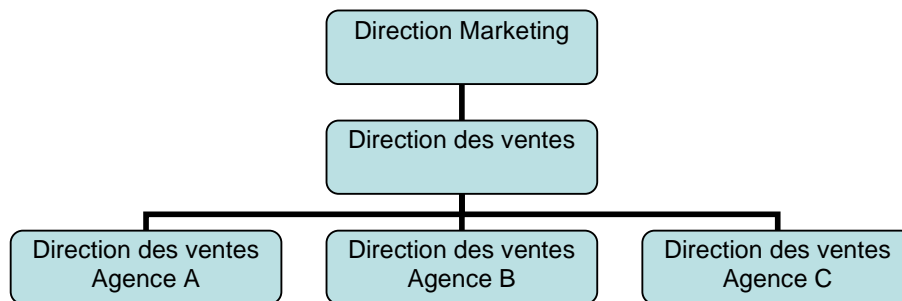 Direction Marketing
Direction des ventes
Direction des ventes
Agence A
Direction des ventes
Agence B
Direction des ventes
Agence C